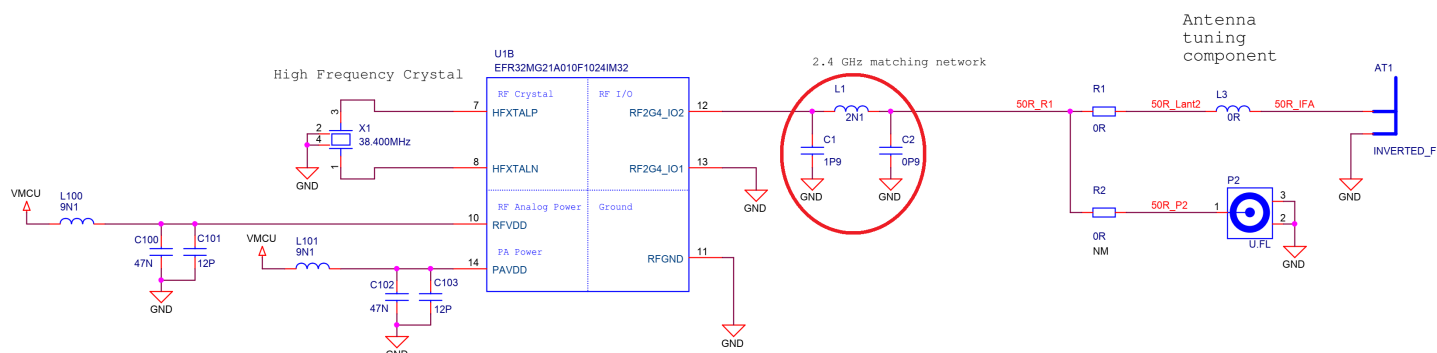 Antenna
tuning
component
U1B
EFR32MG21A010F1024IM32
2.4 GHz matching network
High Frequency Crystal
AT1
RF Crystal
RF I/O
L1
R1
L3
3
7
HFXTALP
RF2G4_IO2
12
50R_R1
50R_Lant2
50R_IFA
2N1
0R
0R
2
4
X1
38.400MHz
C1
C2
1P9
0P9
INVERTED_F
1
8
HFXTALN
RF2G4_IO1
13
GND
GND
GND
GND
GND
VMCU
L100
9N1
R2
P2
RF Analog Power
Ground
50R_P2
1
3
2
10
RFVDD
C100
C101
VMCU
L101
9N1
0R
NM
U.FL
PA Power
47N
12P
14
PAVDD
RFGND
11
GND
C102
C103
GND
47N
12P
GND
GND